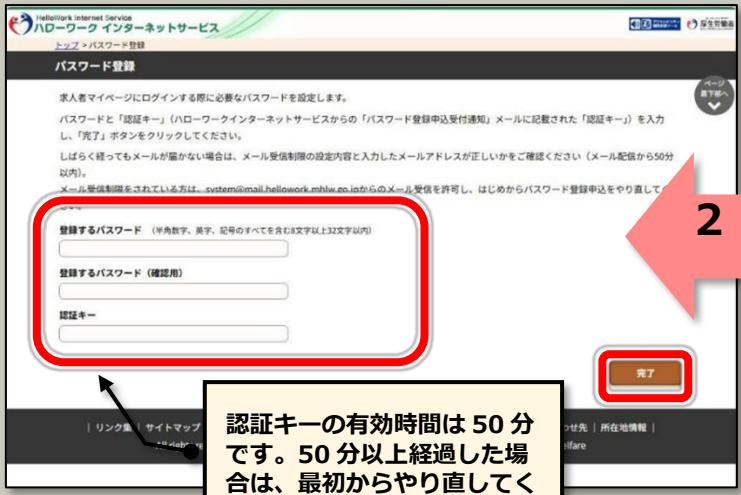 HelloWork Internet Service
ハローワーク インターネットサービス
厚生労働省
トップ > パスワード登録
パスワード登録
ページ
最下部へ
求人者マイページにログインする際に必要なパスワードを設定します。
パスワードと「認証キー」(ハローワークインターネットサービスからの「パスワード登録申込受付通知」メールに記載された「認証キー」)を入力
し、「完了」ボタンをクリックしてください。
しばらく経ってもメールが届かない場合は、メール受信制限の設定内容と入力したメールアドレスが正しいかをご確認ください(メール配信から50分
以内)。
メール受信制限をされている方は、system@mail.hellowork.mhlw.go.jpからのメール受信を許可し、はじめからパスワード登録申込をやり直してく
2
登録するパスワード (半角数字、英字、記号のすべてを含む8文字以上32文字以内)
登録するパスワード(確認用)
認証キー
完了
| リンク集 | サイトマップ
わせ先 | 所在地情報 |
All rights re
elfare
認証キーの有効時間は 50 分
です。50 分以上経過した場
合は、最初からやり直してく